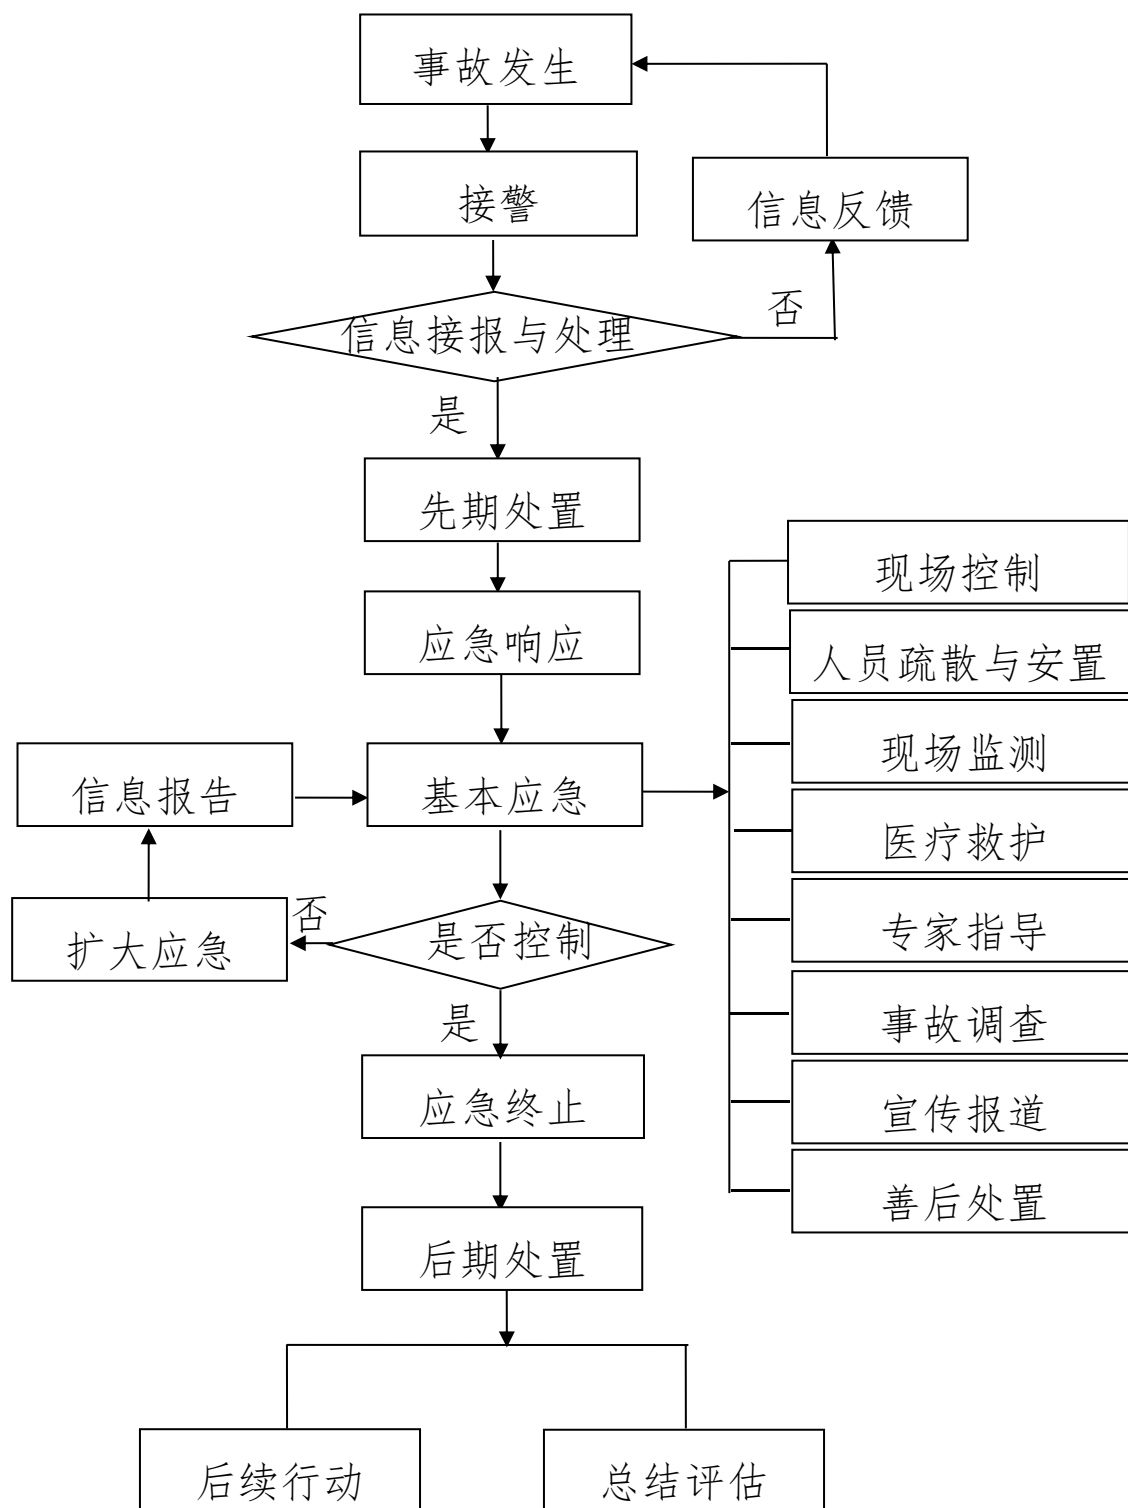 事故发生
接警
信息反馈
信息接报与处理
否
是
先期处置
应急响应
现场控制
人员疏散与安置
现场监测
信息报告
基本应急
医疗救护
扩大应急
否
是否控制
专家指导
是
事故调查
应急终止
宣传报道
善后处置
后期处置
后续行动
总结评估